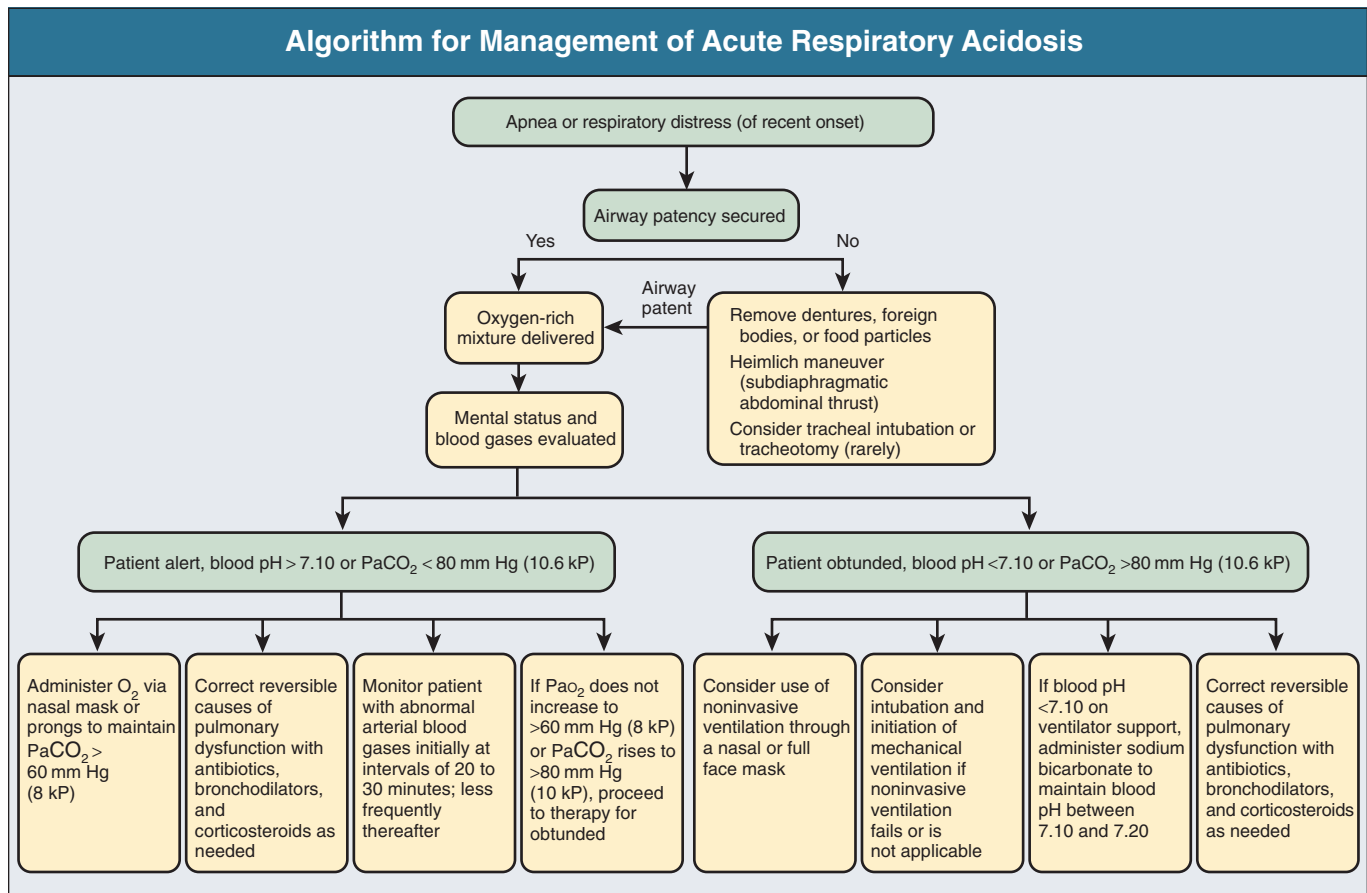 Algorithm for Management of Acute Respiratory Acidosis
Apnea or respiratory distress (of recent onset)
Airway patency secured
Yes
No
Oxygen-rich
mixture delivered
Airway
patent
Remove dentures, foreign
bodies, or food particles
Heimlich maneuver
(subdiaphragmatic
abdominal thrust)
Consider tracheal intubation or
tracheotomy (rarely)
Mental status and
blood gases evaluated
Patient alert, blood pH > 7.10 or PaCO₂ < 80 mm Hg (10.6 kP)
Patient obtunded, blood pH <7.10 or PaCO₂ >80 mm Hg (10.6 kP)
Administer O₂ via
nasal mask or
prongs to maintain
PaCO₂ >
60 mm Hg
(8 kP)
Correct reversible
causes of
pulmonary
dysfunction with
antibiotics,
bronchodilators,
and
corticosteroids as
needed
Monitor patient
with abnormal
arterial blood
gases initially at
intervals of 20 to
30 minutes; less
frequently
thereafter
If PaO₂ does not
increase to
>60 mm Hg (8 kP)
or PaCO₂ rises to
>80 mm Hg
(10 kP), proceed
to therapy for
obtunded
Consider use of
noninvasive
ventilation through
a nasal or full
face mask
Consider
intubation and
initiation of
mechanical
ventilation if
noninvasive
ventilation
fails or is
not applicable
If blood pH
<7.10 on
ventilator support,
administer sodium
bicarbonate to
maintain blood
pH between
7.10 and 7.20
Correct reversible
causes of
pulmonary
dysfunction with
antibiotics,
bronchodilators,
and corticosteroids
as needed